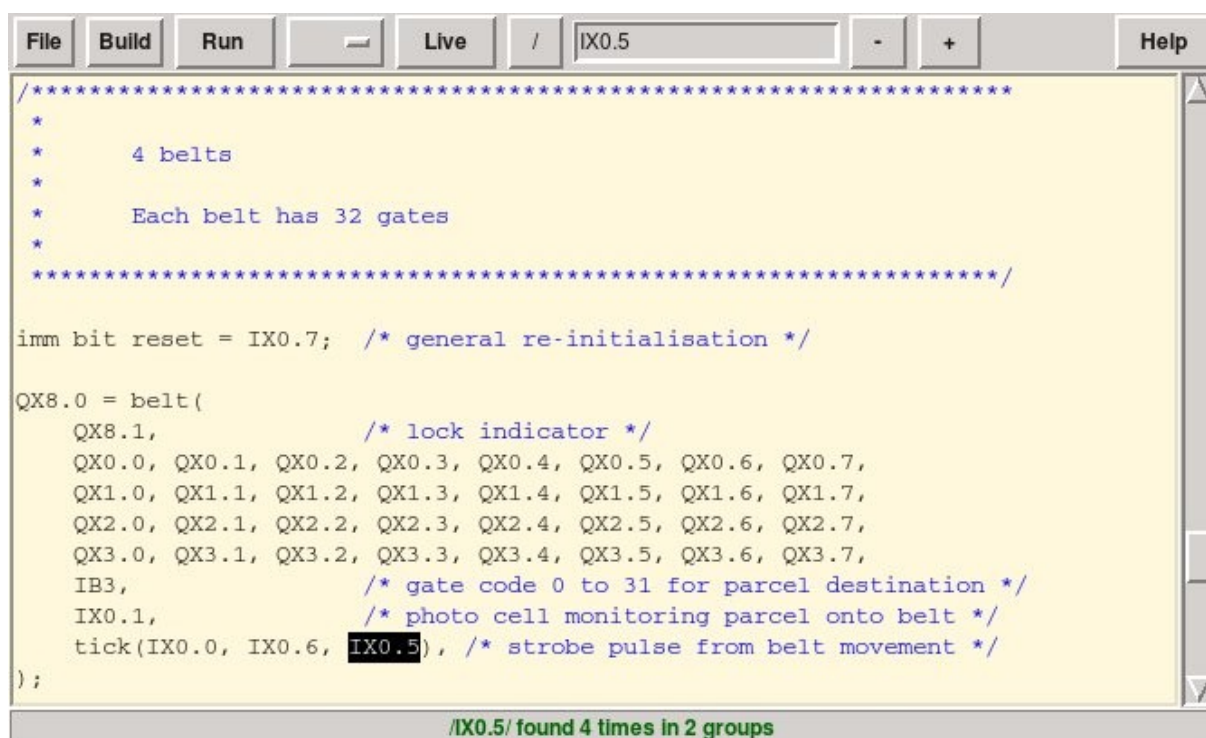 File Build Run Live / IX0.5 - + Help
/********************************************************************
*
* 4 belts
*
* Each belt has 32 gates
*
*******************************************************************/
imm bit reset = IX0.7; /* general re-initialisation */
QX8.0 = belt(
QX8.1, /* lock indicator */
QX0.0, QX0.1, QX0.2, QX0.3, QX0.4, QX0.5, QX0.6, QX0.7,
QX1.0, QX1.1, QX1.2, QX1.3, QX1.4, QX1.5, QX1.6, QX1.7,
QX2.0, QX2.1, QX2.2, QX2.3, QX2.4, QX2.5, QX2.6, QX2.7,
QX3.0, QX3.1, QX3.2, QX3.3, QX3.4, QX3.5, QX3.6, QX3.7,
IB3, /* gate code 0 to 31 for parcel destination */
IX0.1, /* photo cell monitoring parcel onto belt */
tick(IX0.0, IX0.6, IX0.5), /* strobe pulse from belt movement */
);
/IX0.5/ found 4 times in 2 groups